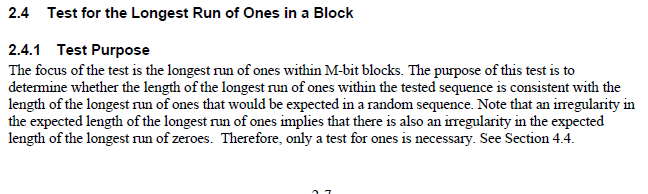 2.4 Test for the Longest Run of Ones in a Block
2.4.1 Test Purpose
The focus of the test is the longest run of ones within M-bit blocks. The purpose of this test is to
determine whether the length of the longest run of ones within the tested sequence is consistent with the
length of the longest run of ones that would be expected in a random sequence. Note that an irregularity in
the expected length of the longest run of ones implies that there is also an irregularity in the expected
length of the longest run of zeroes. Therefore, only a test for ones is necessary. See Section 4.4.